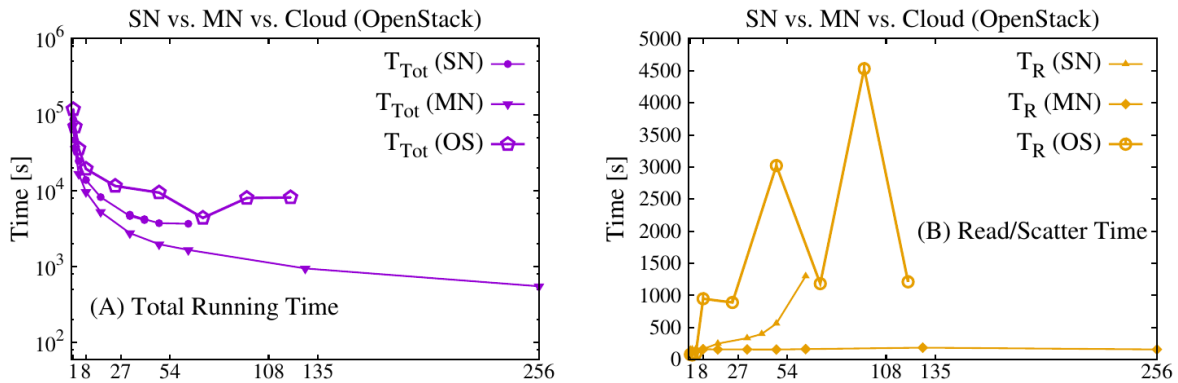 SN vs. MN vs. Cloud (OpenStack)
10^6
10^5
10^4
10^3
10^2
Time [s]
T_Tot (SN)
T_Tot (MN)
T_Tot (OS)
(A) Total Running Time
1 8 27 54 108 135 256
SN vs. MN vs. Cloud (OpenStack)
5000
4500
4000
3500
3000
2500
2000
1500
1000
500
0
Time [s]
T_R (SN)
T_R (MN)
T_R (OS)
(B) Read/Scatter Time
1 8 27 54 108 135 256